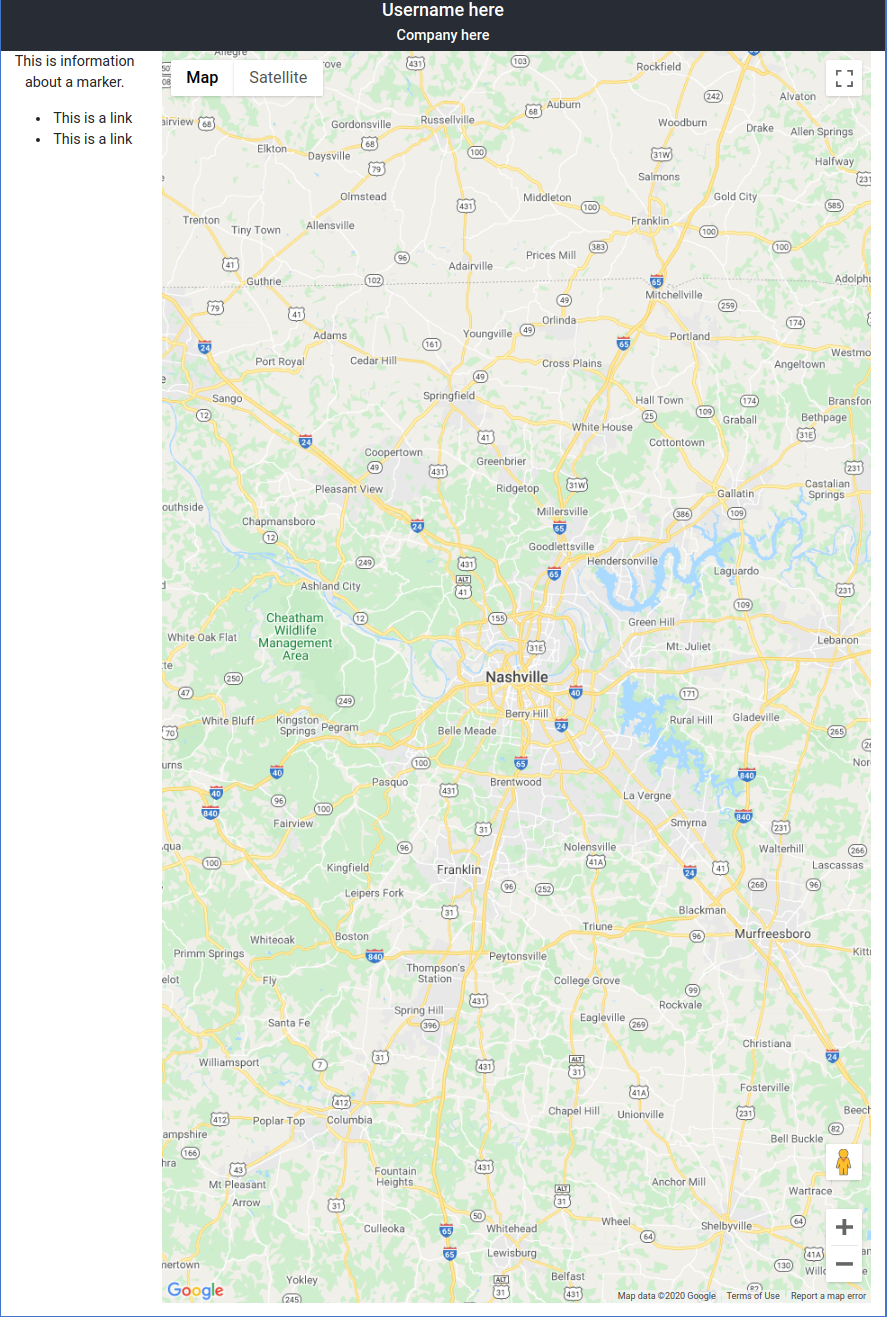 Username here
Company here
This is information
about a marker.
This is a link
This is a link
Map
Satellite
Rockfield
Alvaton
Auburn
Russellville
Gordonsville
Woodburn
Drake
Allen Springs
Elkton
Daysville
Halfway
Salmons
Olmstead
Middleton
Gold City
Trenton
Tiny Town
Allensville
Franklin
Prices Mill
Adairville
Guthrie
Mitchellville
Adolphu
Orlinda
Adams
Youngville
Portland
Port Royal
Cedar Hill
Cross Plains
Angeltown
Westmo
Sango
Springfield
Hall Town
Bransfor
Graball
Bethpage
White House
Cottontown
Coopertown
Greenbrier
Pleasant View
Ridgetop
Gallatin
Castalian
Springs
outhside
Chapmansboro
Millersville
Goodlettsville
Hendersonville
Laguardo
Ashland City
Cheatham
Wildlife
Management
Area
Green Hill
White Oak Flat
Mt. Juliet
Lebanon
Nashville
White Bluff
Kingston
Springs
Pegram
Berry Hill
Belle Meade
Rural Hill
Gladeville
urns
Nor
Pasquo
Brentwood
La Vergne
Fairview
Smyrna
Nolensville
Walterhill
Lascassas
Kingfield
Franklin
Leipers Fork
Blackman
Triune
Murfreesboro
Whiteoak
Boston
Primm Springs
Peytonsville
Kitt
elot
Fly
Thompson's
Station
College Grove
Rockvale
Spring Hill
Eagleville
Santa Fe
Christiana
Williamsport
Fosterville
Chapel Hill
Unionville
Beech
Poplar Top
Columbia
ampshire
Bell Buckle
hra
Fountain
Heights
Mt Pleasant
Anchor Mill
Wartrace
Arrow
Culleoka
Whitehead
Wheel
Shelbyville
Lewisburg
nertown
Yokley
Belfast
Google
Map data ©2020 Google
Terms of Use
Report a map error